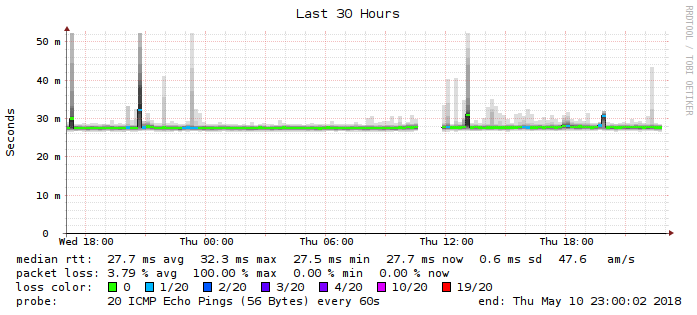 Last 30 Hours
RRDTOOL / TOBI OETIKER
Seconds
50 m
40 m
30 m
20 m
10 m
0
Wed 18:00 Thu 00:00 Thu 06:00 Thu 12:00 Thu 18:00
median rtt: 27.7 ms avg 32.3 ms max 27.5 ms min 27.7 ms now 0.6 ms sd 47.6 am/s
packet loss: 3.79 % avg 100.00 % max 0.00 % min 0.00 % now
loss color: 0 1/20 2/20 3/20 4/20 10/20 19/20
probe: 20 ICMP Echo Pings (56 Bytes) every 60s end: Thu May 10 23:00:02 2018